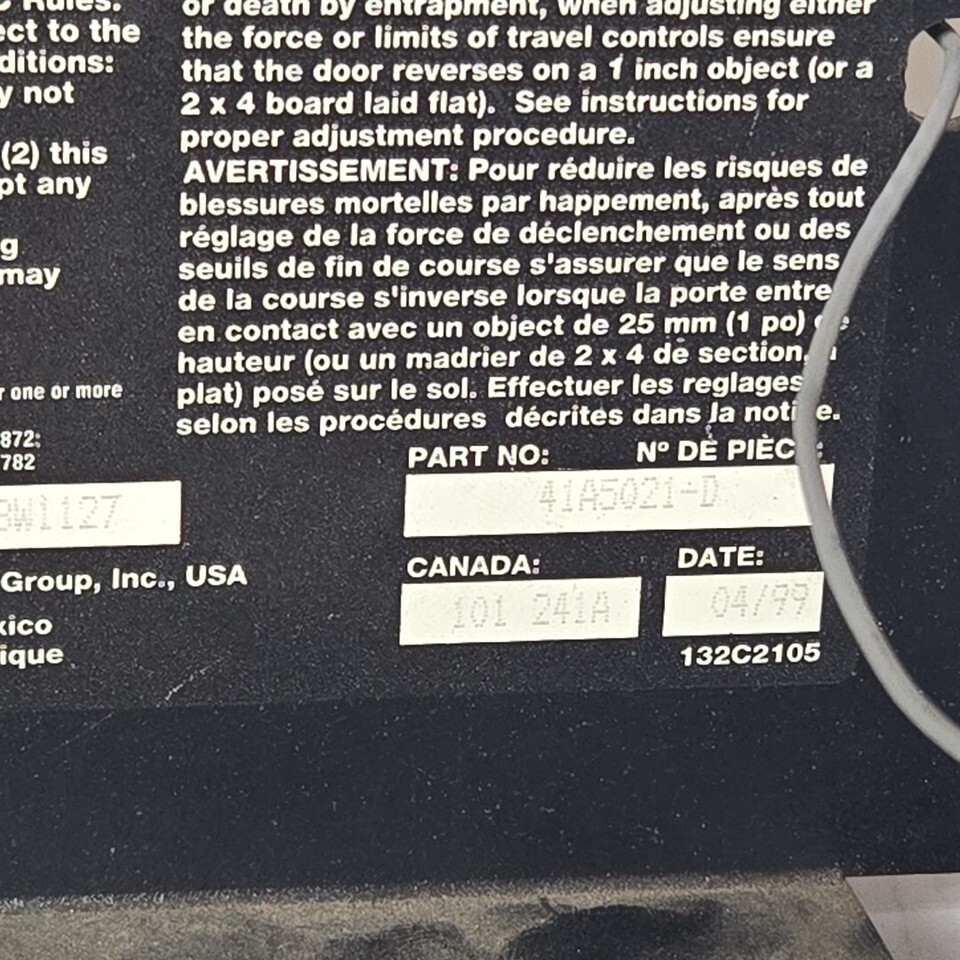 Rules.
ect to the
ditions:
y not
(2) this
pt any
g
may
r one or more
872:
782
BW1127
Group, Inc., USA
xico
ique
or death by entrapment, when adjusting either
the force or limits of travel controls ensure
that the door reverses on a 1 inch object (or a
2 x 4 board laid flat). See instructions for
proper adjustment procedure.
AVERTISSEMENT: Pour réduire les risques de
blessures mortelles par happement, après tout
réglage de la force de déclenchement ou des
seuils de fin de course s'assurer que le sens
de la course s'inverse lorsque la porte entre
en contact avec un object de 25 mm (1 po)
hauteur (ou un madrier de 2 x 4 de section,
plat) posé sur le sol. Effectuer les reglages
selon les procédures décrites dans la
PART NO: Nº DE
41A5021-D
CANADA: DATE:
101 241A 04/99
132C2105